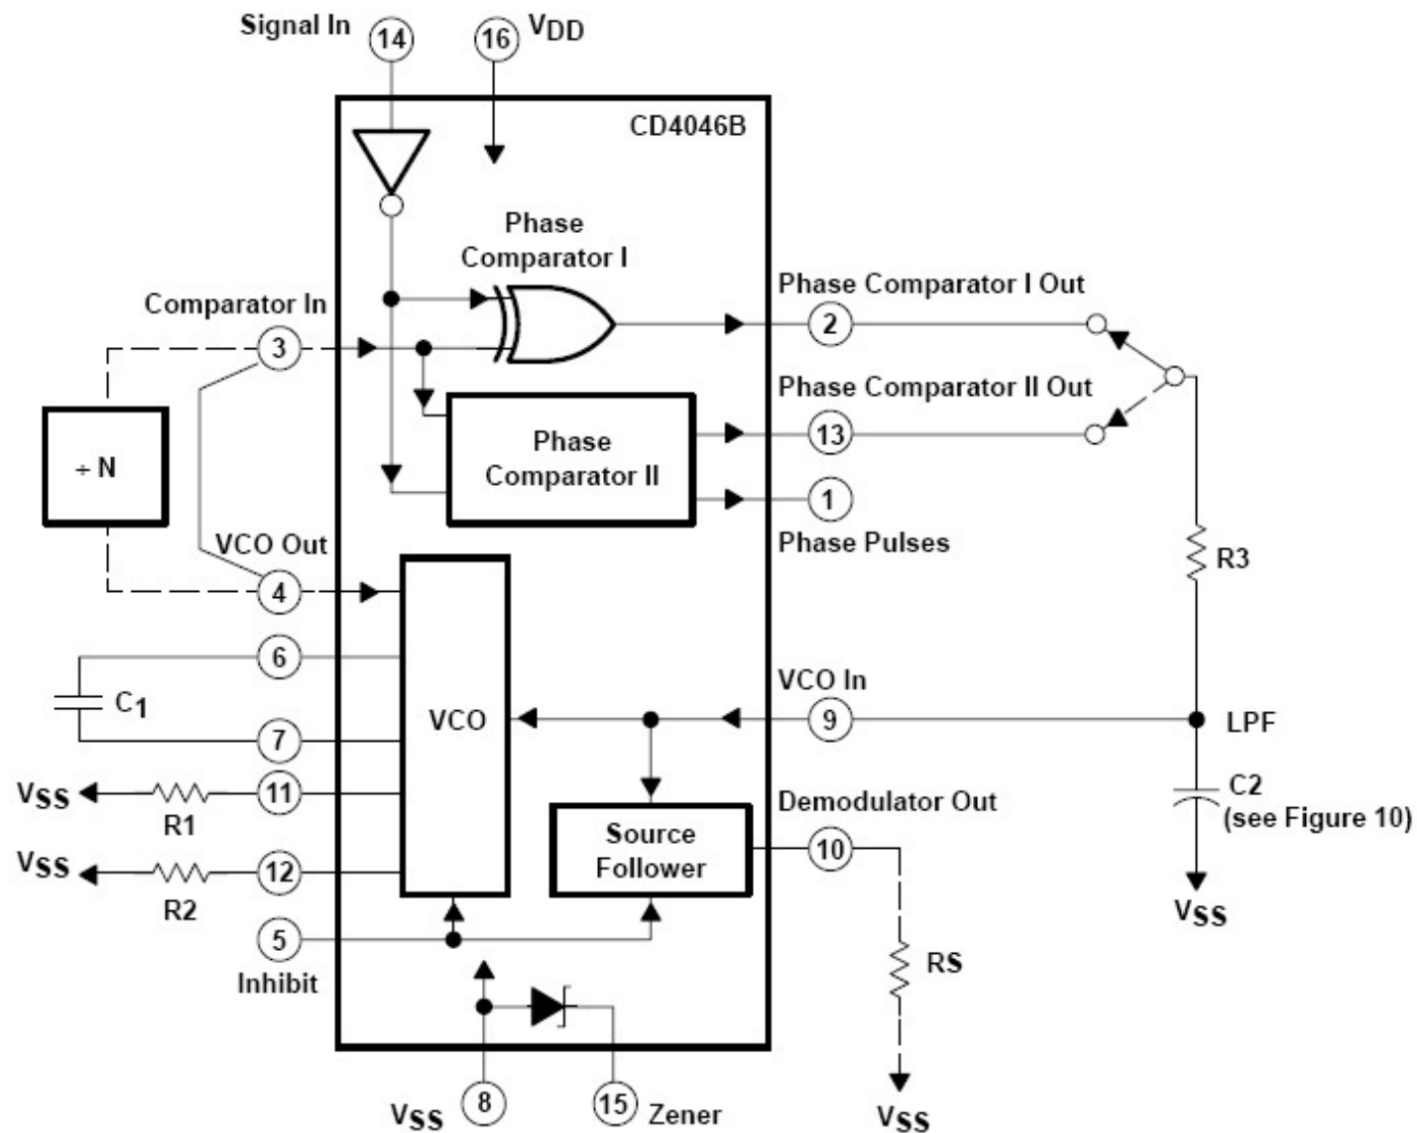 Signal In
14
16
VDD
CD4046B
Phase
Comparator I
Comparator In
3
Phase Comparator I Out
2
Phase Comparator II Out
13
÷ N
Phase
Comparator II
1
Phase Pulses
VCO Out
4
R3
6
C1
7
VCO
VCO In
9
LPF
VSS
R1
11
C2
(see Figure 10)
VSS
Demodulator Out
10
Source
Follower
VSS
R2
12
5
Inhibit
RS
VSS
VSS
8
15
Zener